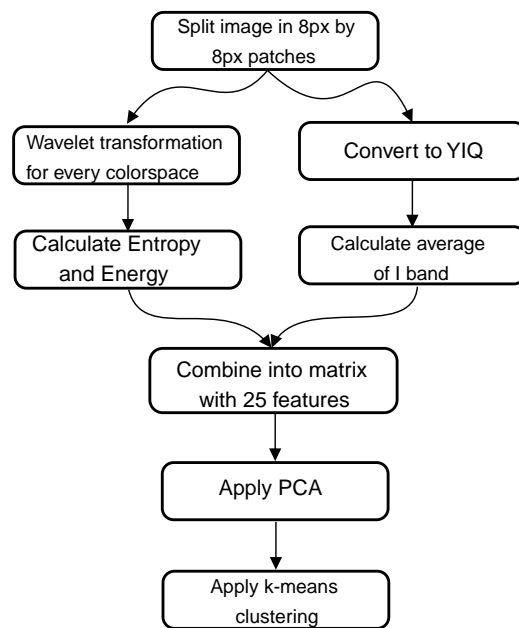 Split image in 8px by
8px patches
Wavelet transformation
for every colorspace
Convert to YIQ
Calculate Entropy
and Energy
Calculate average
of I band
Combine into matrix
with 25 features
Apply PCA
Apply k-means
clustering